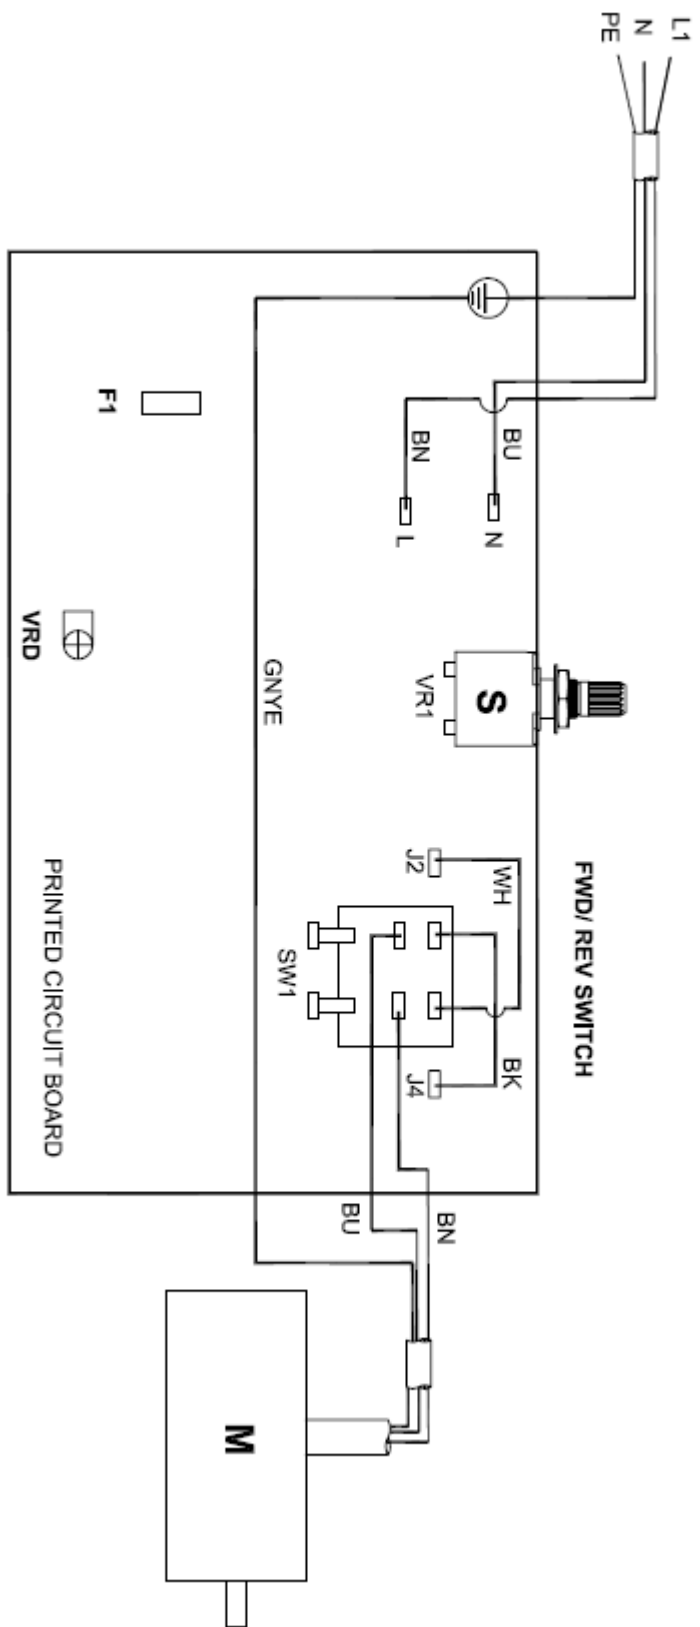 L1
N
PE
F1
BN
BU
L
N
VRD
GNYE
VR1
S
FWD/ REV SWITCH
J2
WH
SW1
J4
BK
PRINTED CIRCUIT BOARD
BU
BN
M